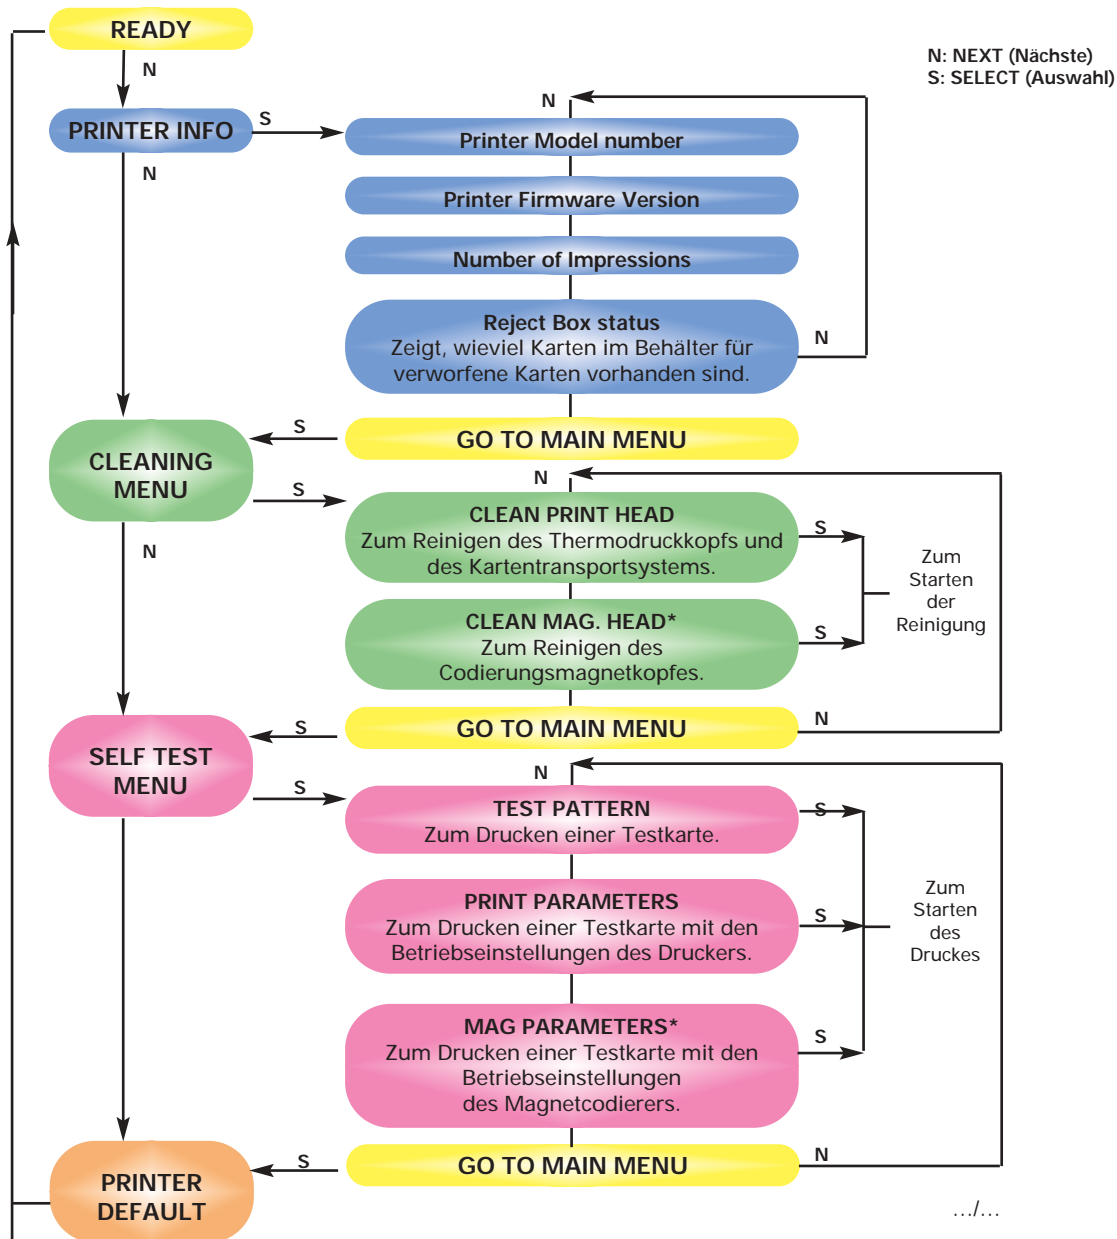 READY
N: NEXT (Nächste)
S: SELECT (Auswahl)
N
N
PRINTER INFO
S
Printer Model number
N
Printer Firmware Version
Number of Impressions
Reject Box status
Zeigt, wieviel Karten im Behälter für
verworfene Karten vorhanden sind.
N
S
GO TO MAIN MENU
CLEANING
MENU
N
S
CLEAN PRINT HEAD
Zum Reinigen des Thermodruckkopfs und
des Kartentransportsystems.
S
N
CLEAN MAG. HEAD*
Zum Reinigen des
Codierungsmagnetkopfes.
S
Zum
Starten
der
Reinigung
S
GO TO MAIN MENU
N
SELF TEST
MENU
N
S
TEST PATTERN
Zum Drucken einer Testkarte.
S
PRINT PARAMETERS
Zum Drucken einer Testkarte mit den
Betriebseinstellungen des Druckers.
S
Zum
Starten
des
Druckes
MAG PARAMETERS*
Zum Drucken einer Testkarte mit den
Betriebseinstellungen
des Magnetcodierers.
S
S
GO TO MAIN MENU
N
PRINTER
DEFAULT
…/…